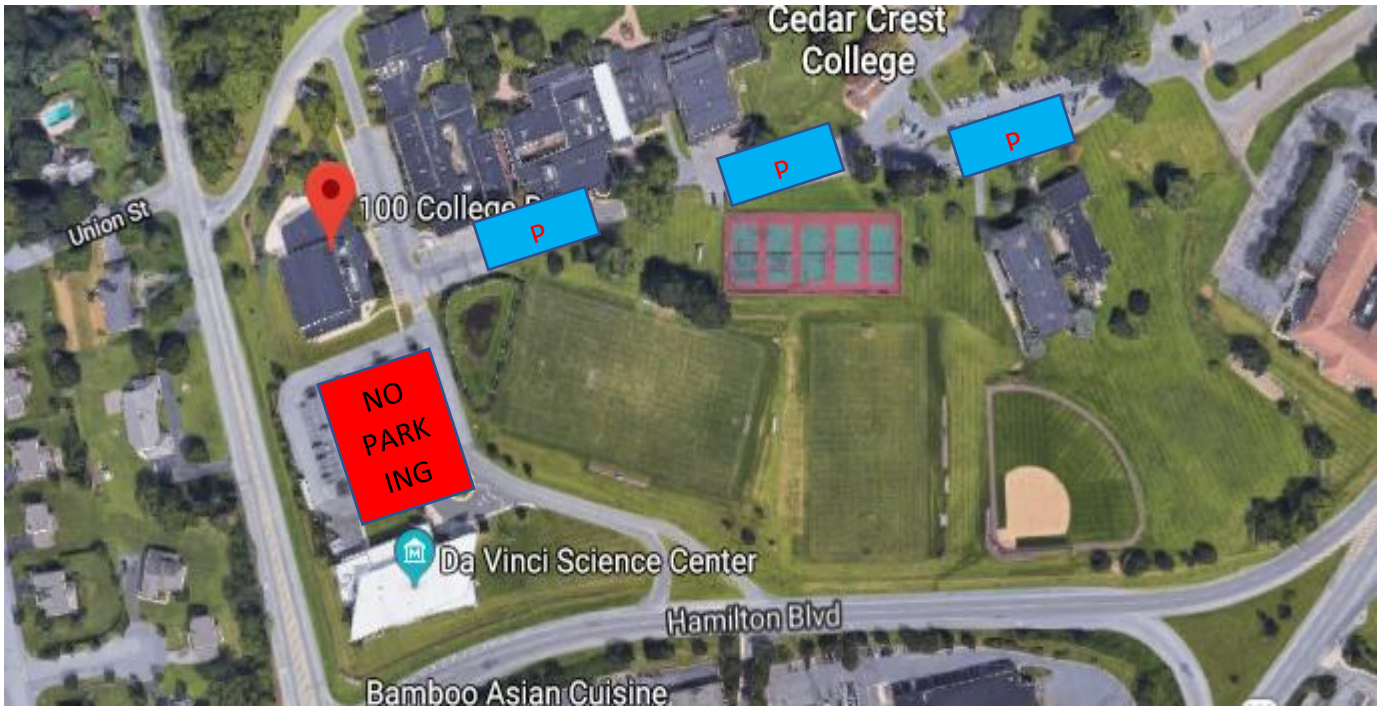 Cedar Crest
College
P
P
Union St
100 College
P
NO
PARK
ING
Da Vinci Science Center
Hamilton Blvd
Bamboo Asian Cuisine